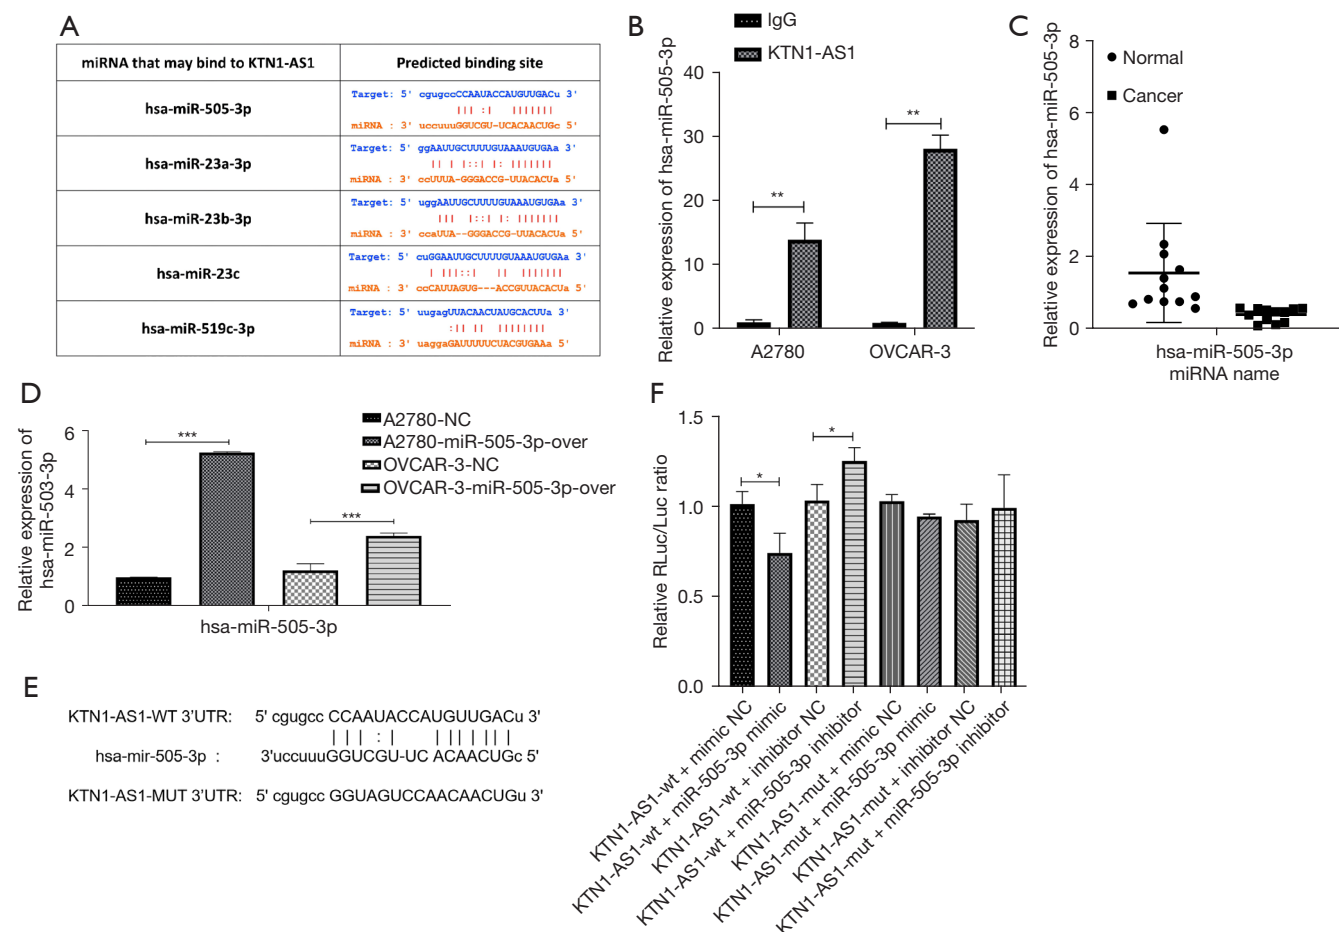 A
miRNA that may bind to KTN1-AS1
Predicted binding site
hsa-miR-505-3p
Target: 5' cgugccCCAAUACCAUGUUGACu 3'
miRNA : 3' uccuuuGGUCGU-UCACAACUGc 5'
hsa-miR-23a-3p
Target: 5' ggAAUUGCUUUUGUAAAUGUGAa 3'
miRNA : 3' ccUUUA-GGGACCG-UUACACUa 5'
hsa-miR-23b-3p
Target: 5' uggAAUUGCUUUUGUAAAUGUGAa 3'
miRNA : 3' ccaUUA--GGGACCG-UUACACUa 5'
hsa-miR-23c
Target: 5' cuGGAAUUGCUUUUGUAAAUGUGAa 3'
miRNA : 3' ccCAUUAGUG---ACCGUUACACUa 5'
hsa-miR-519c-3p
Target: 5' uugagUUACAACUAUGCACUUa 3'
miRNA : 3' uaggaGAUUUUUCUACGUGAAa 5'
B
IgG
KTN1-AS1
Relative expression of hsa-miR-505-3p
40
30
20
10
0
**
**
A2780
OVCAR-3
C
Normal
Cancer
Relative expression of hsa-miR-505-3p
8
6
4
2
0
hsa-miR-505-3p
miRNA name
D
A2780-NC
A2780-miR-505-3p-over
OVCAR-3-NC
OVCAR-3-miR-505-3p-over
Relative expression of
hsa-miR-503-3p
6
4
2
0
***
***
hsa-miR-505-3p
E
KTN1-AS1-WT 3'UTR: 5' cgugcc CCAAUACCAUGUUGACu 3'
hsa-mir-505-3p : 3'uccuuuGGUCGU-UC ACAACUGc 5'
KTN1-AS1-MUT 3'UTR: 5' cgugcc GGUAGUCCAACAACUGu 3'
F
Relative RLuc/Luc ratio
1.5
1.0
0.5
0.0
*
*
KTN1-AS1-wt + mimic NC
KTN1-AS1-wt + miR-505-3p mimic
KTN1-AS1-wt + inhibitor NC
KTN1-AS1-wt + miR-505-3p inhibitor
KTN1-AS1-mut + mimic NC
KTN1-AS1-mut + miR-505-3p mimic
KTN1-AS1-mut + inhibitor NC
KTN1-AS1-mut + miR-505-3p inhibitor